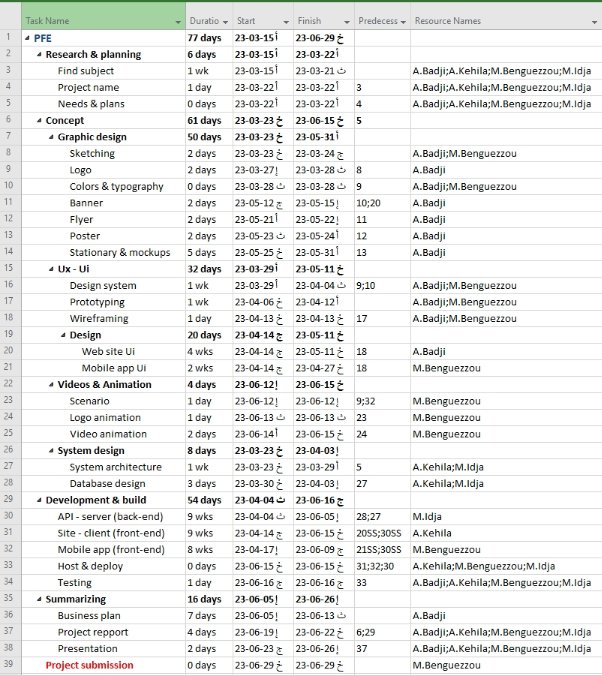 Task Name Duratio Start Finish Predecess Resource Names
1 PFE 77 days 23-03-15 أ 23-06-29 خ
2 Research & planning 6 days 23-03-15 أ 23-03-22 أ
3 Find subject 1 wk 23-03-15 أ 23-03-21 ث A.Badji;A.Kehila;M.Benguezzou;M.Idja
4 Project name 1 day 23-03-22 أ 23-03-22 أ 3 A.Badji;A.Kehila;M.Benguezzou;M.Idja
5 Needs & plans 0 days 23-03-22 أ 23-03-22 أ 4 A.Badji;A.Kehila;M.Benguezzou;M.Idja
6 Concept 61 days 23-03-23 خ 23-06-15 خ 5
7 Graphic design 50 days 23-03-23 خ 23-05-31 أ
8 Sketching 2 days 23-03-23 خ 23-03-24 ج A.Badji;M.Benguezzou
9 Logo 2 days 23-03-27 إ 23-03-28 ث 8 A.Badji
10 Colors & typography 0 days 23-03-28 ث 23-03-28 ث 9 A.Badji;M.Benguezzou
11 Banner 2 days 23-05-12 ج 23-05-15 إ 10;20 A.Badji
12 Flyer 2 days 23-05-21 أ 23-05-22 إ 11 A.Badji
13 Poster 2 days 23-05-23 ث 23-05-24 أ 12 A.Badji
14 Stationary & mockups 5 days 23-05-25 خ 23-05-31 أ 13 A.Badji
15 Ux - Ui 32 days 23-03-29 أ 23-05-11 خ
16 Design system 1 wk 23-03-29 أ 23-04-04 ث 9;10 A.Badji;M.Benguezzou
17 Prototyping 1 wk 23-04-06 خ 23-04-12 أ A.Badji;M.Benguezzou
18 Wireframing 1 day 23-04-13 خ 23-04-13 خ 17 A.Badji;M.Benguezzou
19 Design 20 days 23-04-14 ج 23-05-11 خ
20 Web site Ui 4 wks 23-04-14 ج 23-05-11 خ 18 A.Badji
21 Mobile app Ui 2 wks 23-04-14 ج 23-04-27 خ 18 M.Benguezzou
22 Videos & Animation 4 days 23-06-12 إ 23-06-15 خ
23 Scenario 1 day 23-06-12 إ 23-06-12 إ 9;32 M.Benguezzou
24 Logo animation 1 day 23-06-13 ث 23-06-13 ث 23 M.Benguezzou
25 Video animation 2 days 23-06-14 أ 23-06-15 خ 24 M.Benguezzou
26 System design 8 days 23-03-23 خ 23-04-03 إ
27 System architecture 1 wk 23-03-23 خ 23-03-29 أ 5 A.Kehila;M.Idja
28 Database design 3 days 23-03-30 خ 23-04-03 إ 27 A.Kehila;M.Idja
29 Development & build 54 days 23-04-04 ث 23-06-16 ج
30 API - server (back-end) 9 wks 23-04-04 ث 23-06-05 إ 28;27 M.Idja
31 Site - client (front-end) 9 wks 23-04-14 ج 23-06-15 خ 20SS;30SS A.Kehila
32 Mobile app (front-end) 8 wks 23-04-17 إ 23-06-09 ج 21SS;30SS M.Benguezzou
33 Host & deploy 0 days 23-06-15 خ 23-06-15 خ 31;32;30 A.Kehila;M.Benguezzou;M.Idja
34 Testing 1 day 23-06-16 ج 23-06-16 ج 33 A.Badji;A.Kehila;M.Benguezzou;M.Idja
35 Summarizing 16 days 23-06-05 إ 23-06-26 إ
36 Business plan 7 days 23-06-05 إ 23-06-13 ث A.Badji
37 Project repport 4 days 23-06-19 إ 23-06-22 خ 6;29 A.Badji;A.Kehila;M.Benguezzou;M.Idja
38 Presentation 2 days 23-06-23 ج 23-06-26 إ 37 A.Badji;A.Kehila;M.Benguezzou;M.Idja
39 Project submission 0 days 23-06-29 خ 23-06-29 خ M.Benguezzou